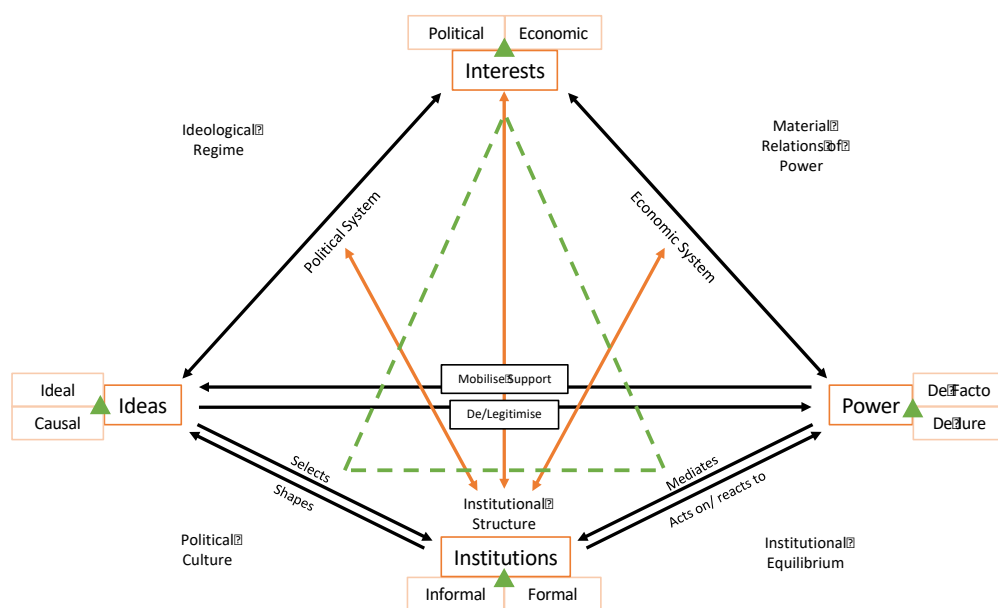 Political Economic
Interests
Ideological
Regime
Material
Relations of
Power
Political System
Economic System
Mobilise Support
De/Legitimise
Ideal
Causal
Ideas
Power
De Facto
De Jure
Selects
Shapes
Mediates
Acts on/ reacts to
Institutional
Structure
Political
Culture
Institutions
Institutional
Equilibrium
Informal Formal